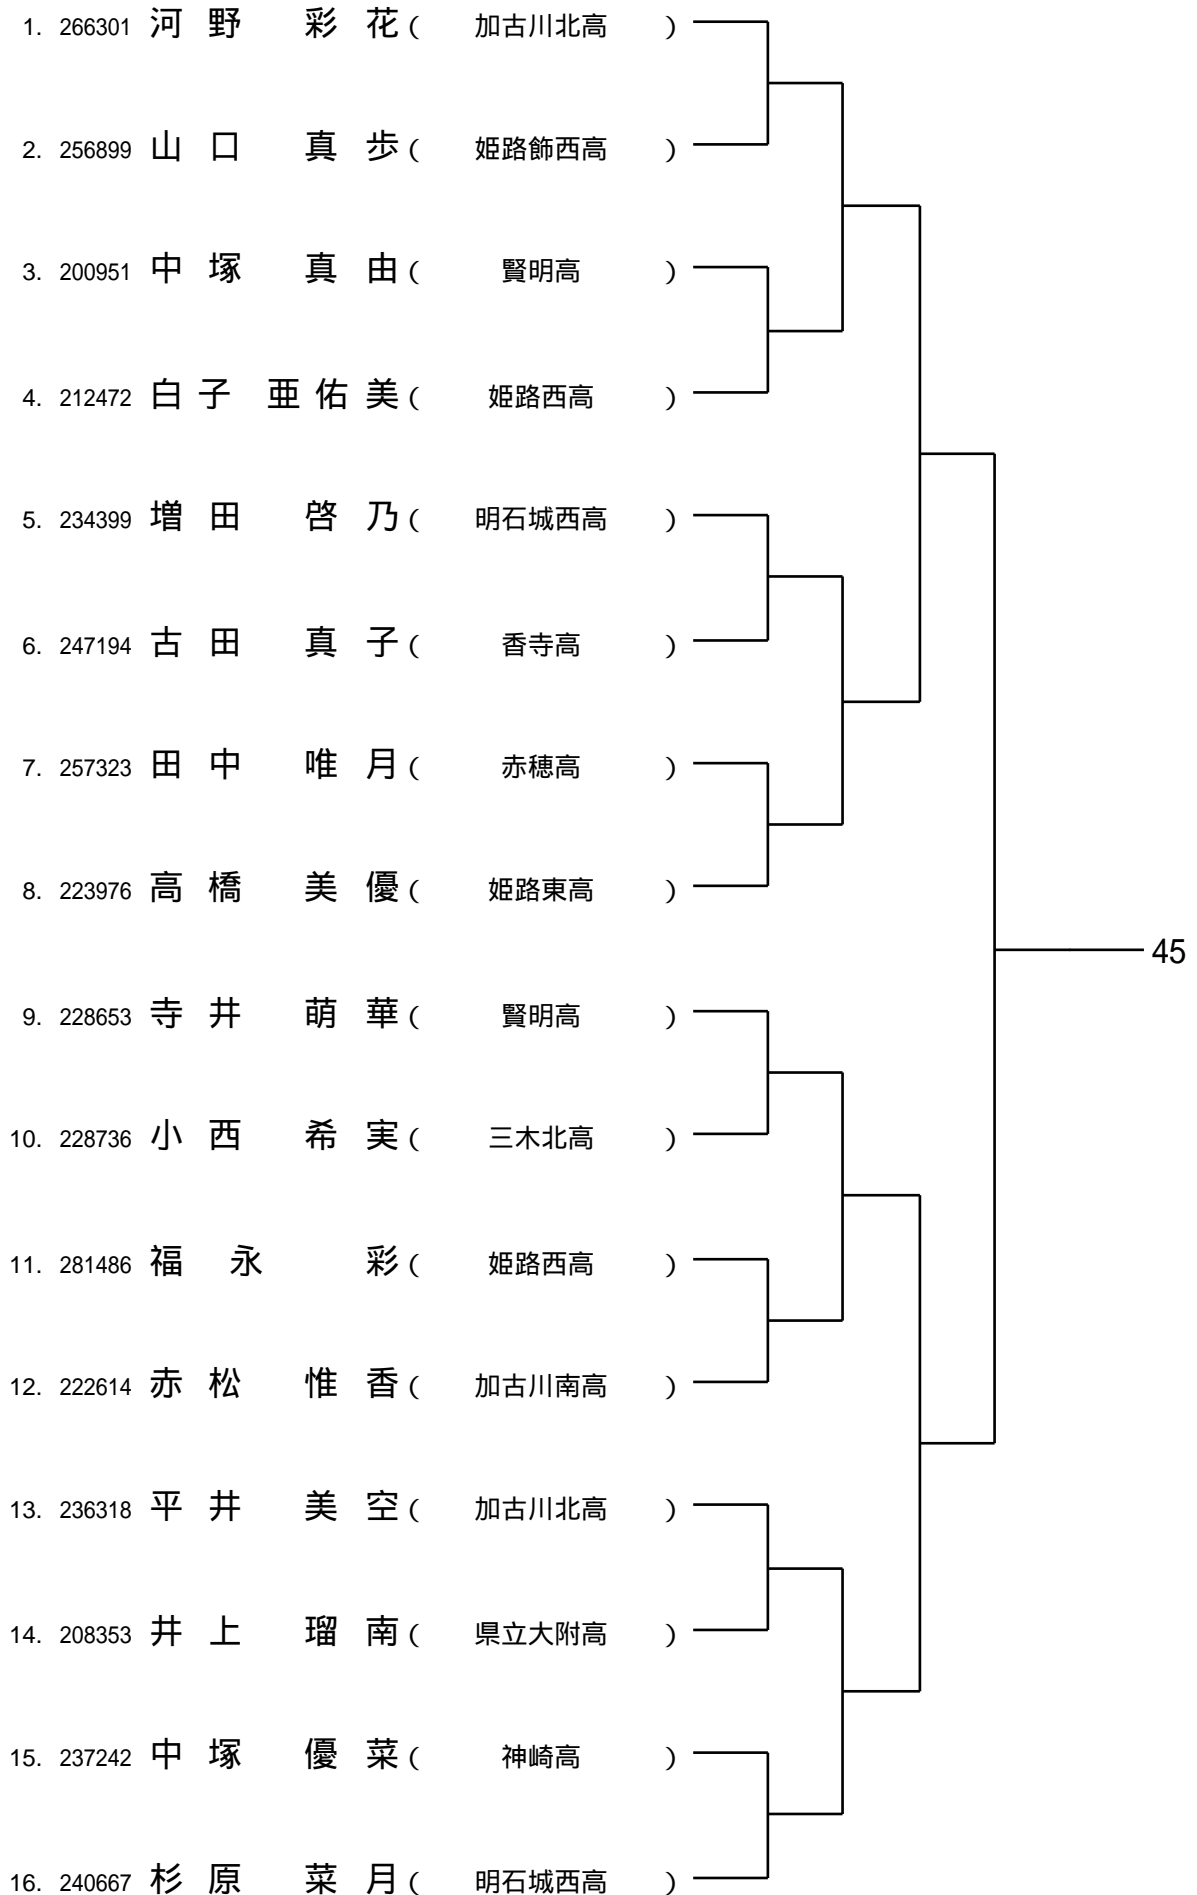 1. 266301 河野 彩花 ( 加古川北高 )
2. 256899 山口 真歩 ( 姫路飾西高 )
3. 200951 中塚 真由 ( 賢明高 )
4. 212472 白子 亜佑美 ( 姫路西高 )
5. 234399 増田 啓乃 ( 明石城西高 )
6. 247194 古田 真子 ( 香寺高 )
7. 257323 田中 唯月 ( 赤穂高 )
8. 223976 高橋 美優 ( 姫路東高 )
45
9. 228653 寺井 萌華 ( 賢明高 )
10. 228736 小西 希実 ( 三木北高 )
11. 281486 福永 彩 ( 姫路西高 )
12. 222614 赤松 惟香 ( 加古川南高 )
13. 236318 平井 美空 ( 加古川北高 )
14. 208353 井上 瑠南 ( 県立大附高 )
15. 237242 中塚 優菜 ( 神崎高 )
16. 240667 杉原 菜月 ( 明石城西高 )